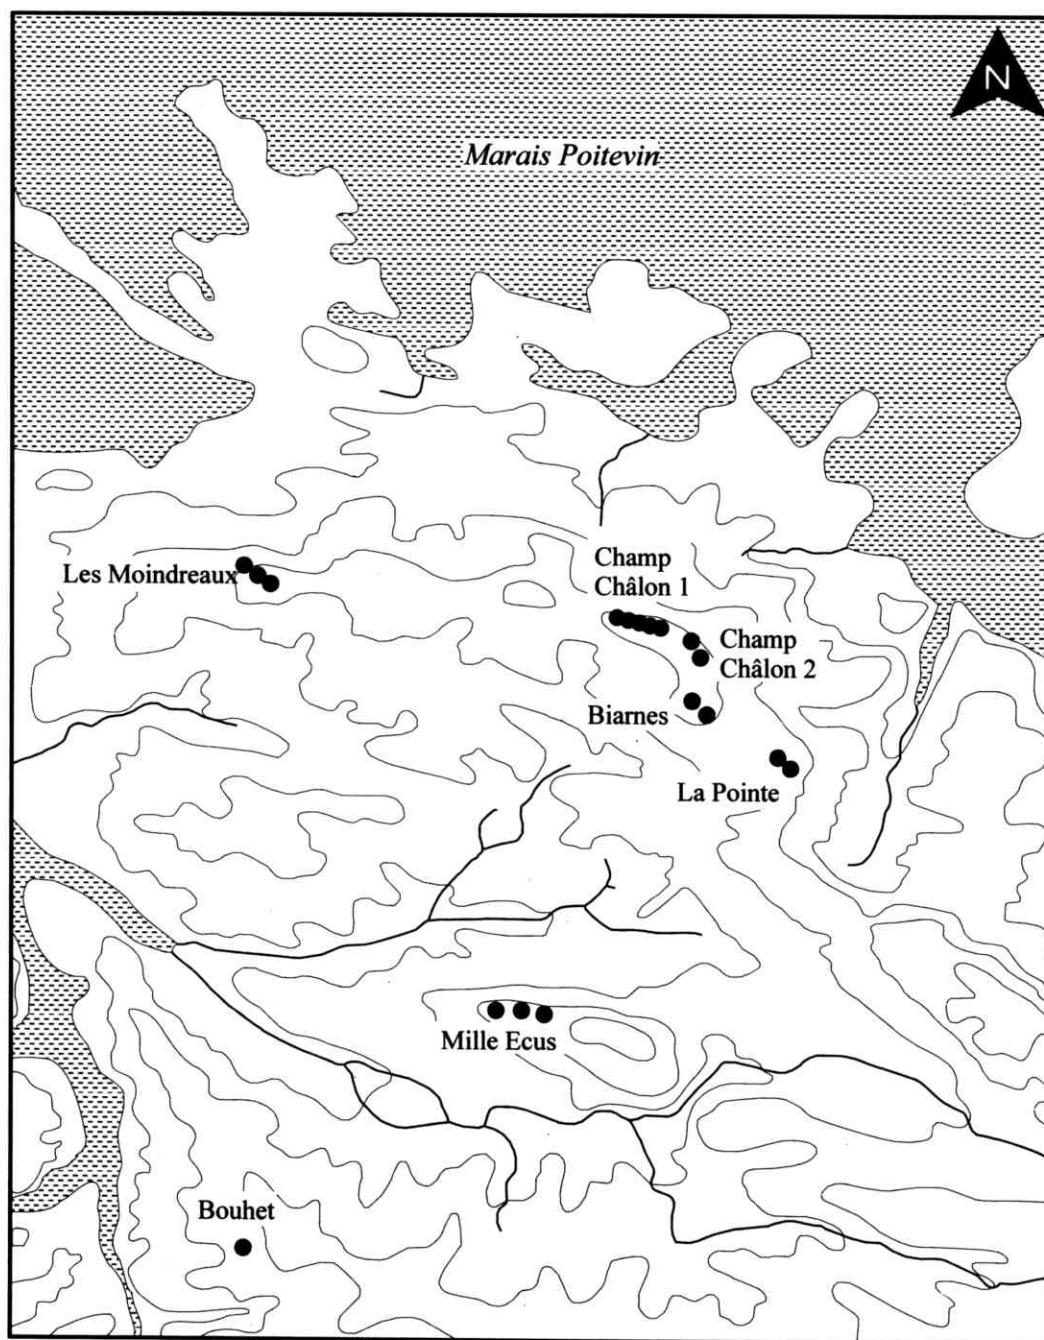 N
Marais Poitevin
Champ
Châlon 1
Les Moindreaux
Champ
Châlon 2
Biarnes
La Pointe
Mille Ecus
Bouhet